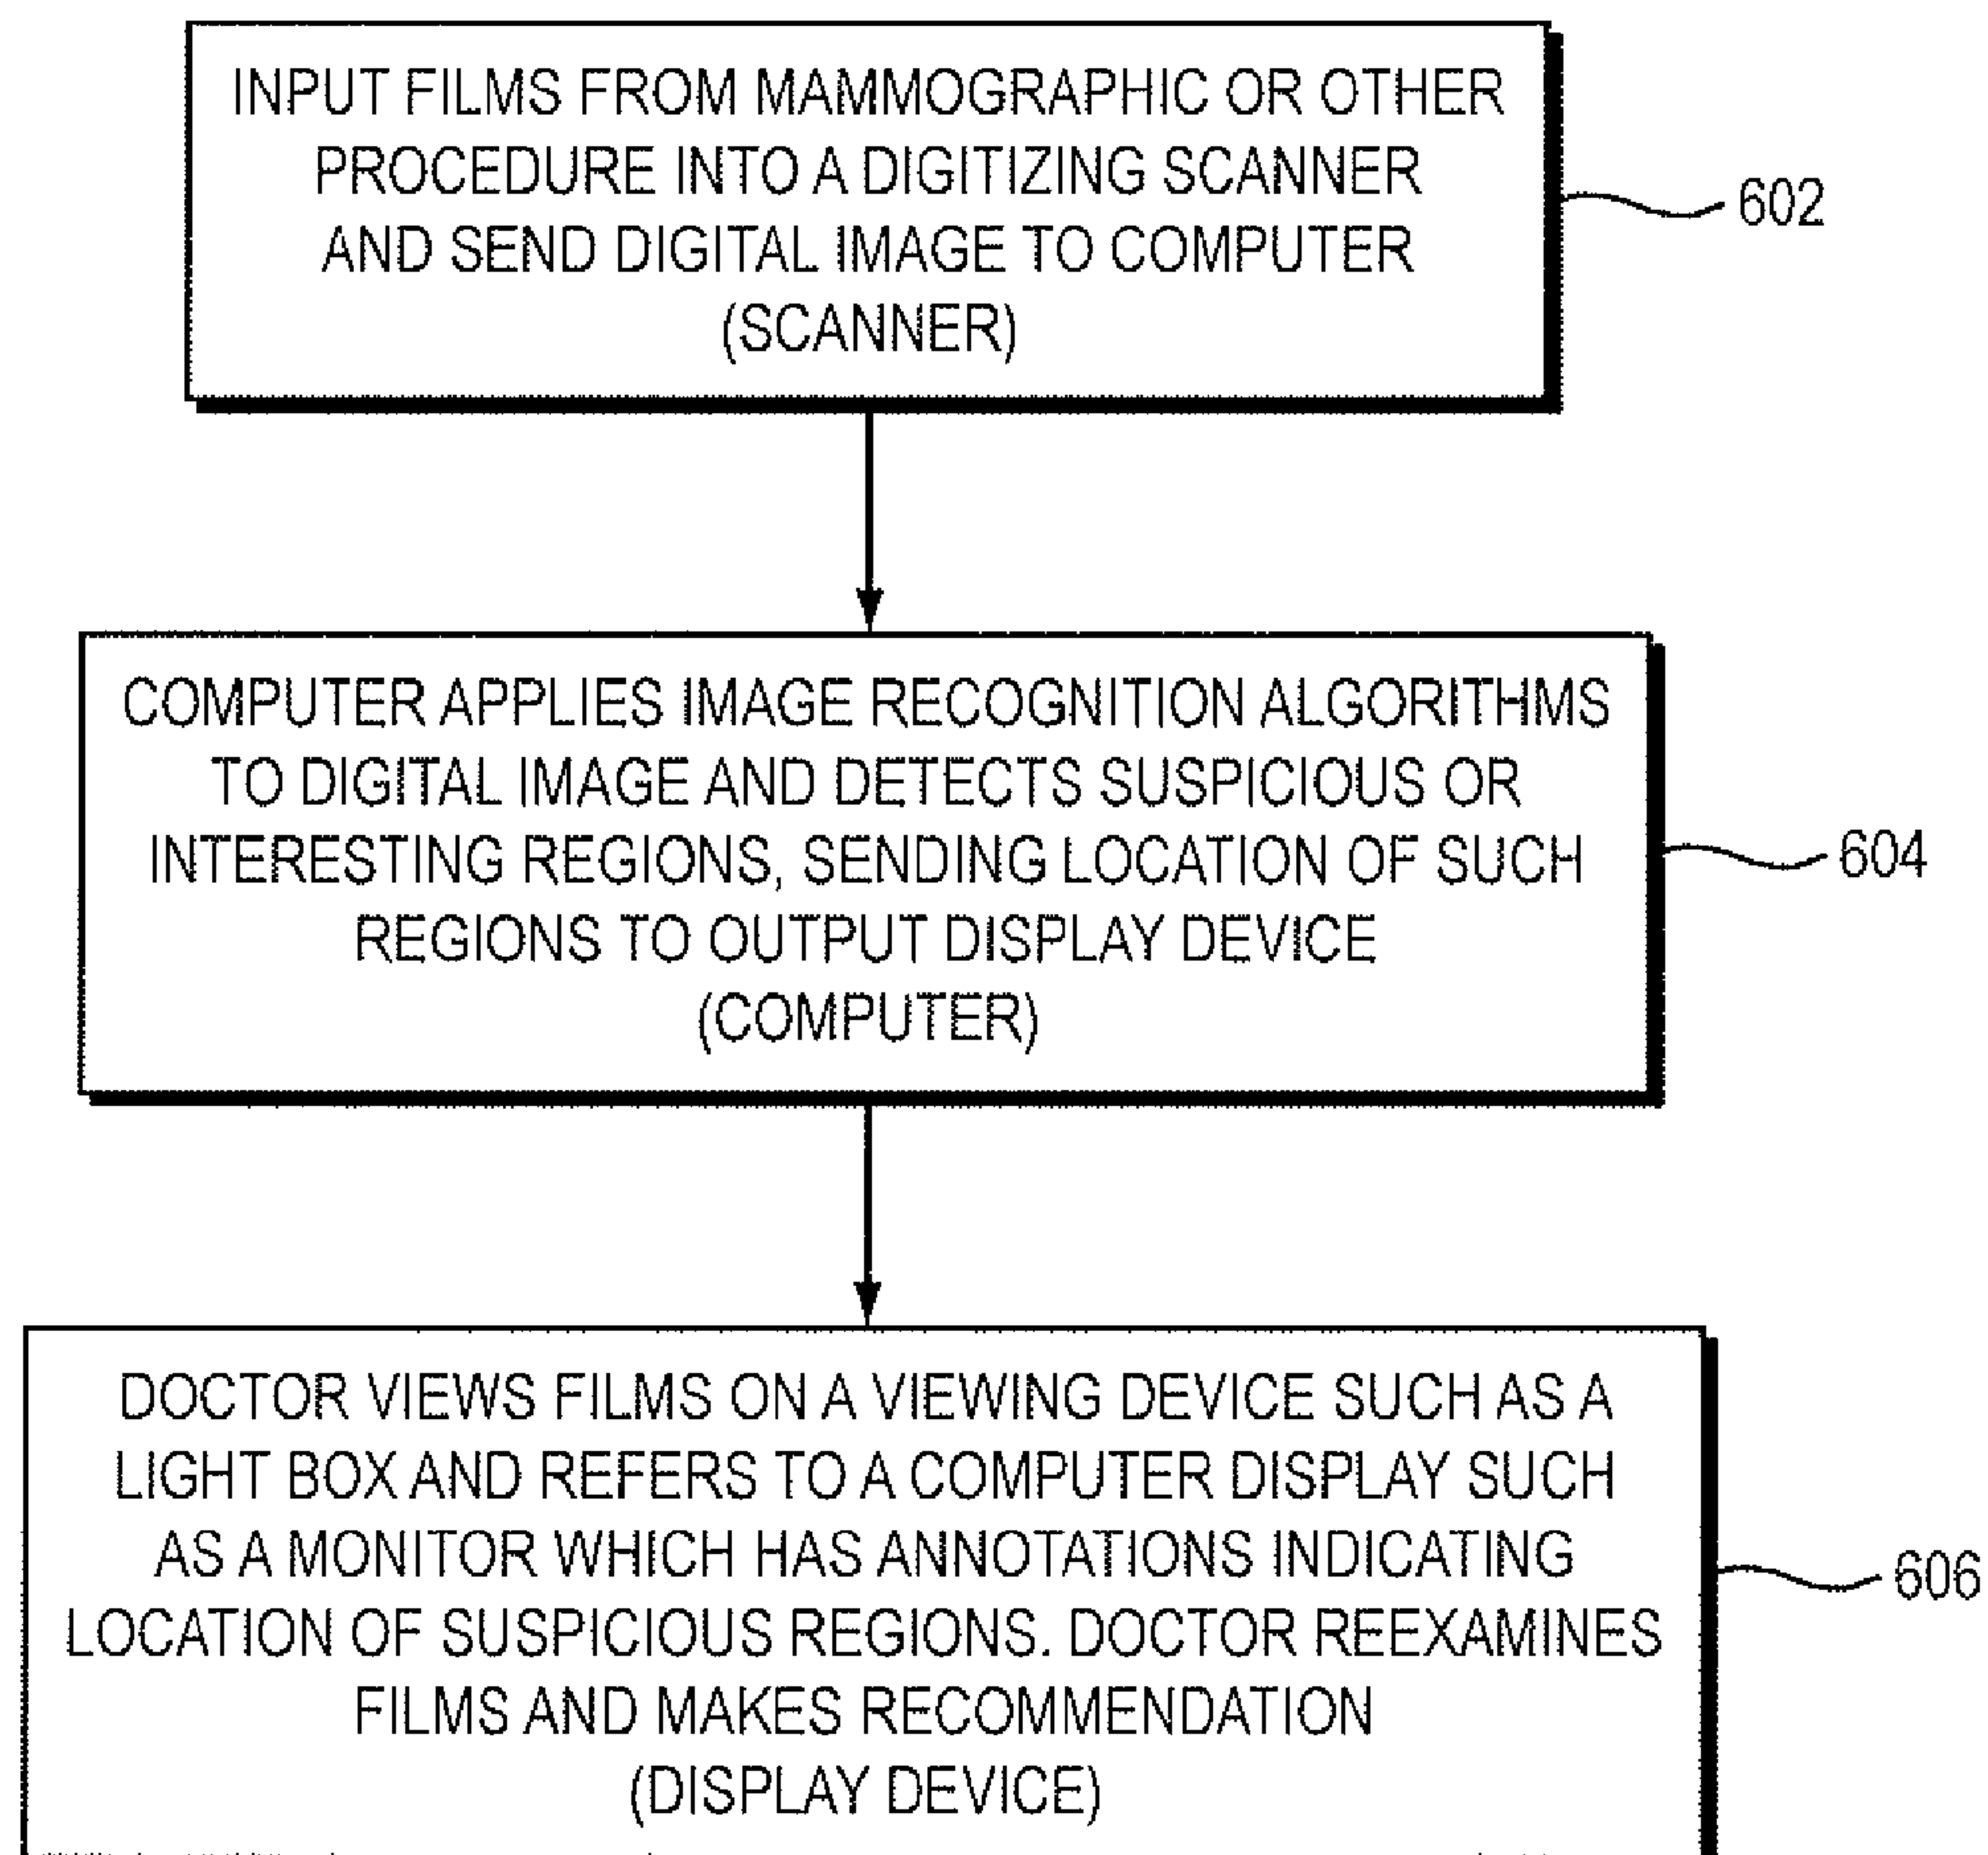 INPUT FILMS FROM MAMMOGRAPHIC OR OTHER
PROCEDURE INTO A DIGITIZING SCANNER
AND SEND DIGITAL IMAGE TO COMPUTER
(SCANNER)
602
COMPUTER APPLIES IMAGE RECOGNITION ALGORITHMS
TO DIGITAL IMAGE AND DETECTS SUSPICIOUS OR
INTERESTING REGIONS, SENDING LOCATION OF SUCH
REGIONS TO OUTPUT DISPLAY DEVICE
(COMPUTER)
604
DOCTOR VIEWS FILMS ON A VIEWING DEVICE SUCH AS A
LIGHT BOX AND REFERS TO A COMPUTER DISPLAY SUCH
AS A MONITOR WHICH HAS ANNOTATIONS INDICATING
LOCATION OF SUSPICIOUS REGIONS. DOCTOR REEXAMINES
FILMS AND MAKES RECOMMENDATION
(DISPLAY DEVICE)
606